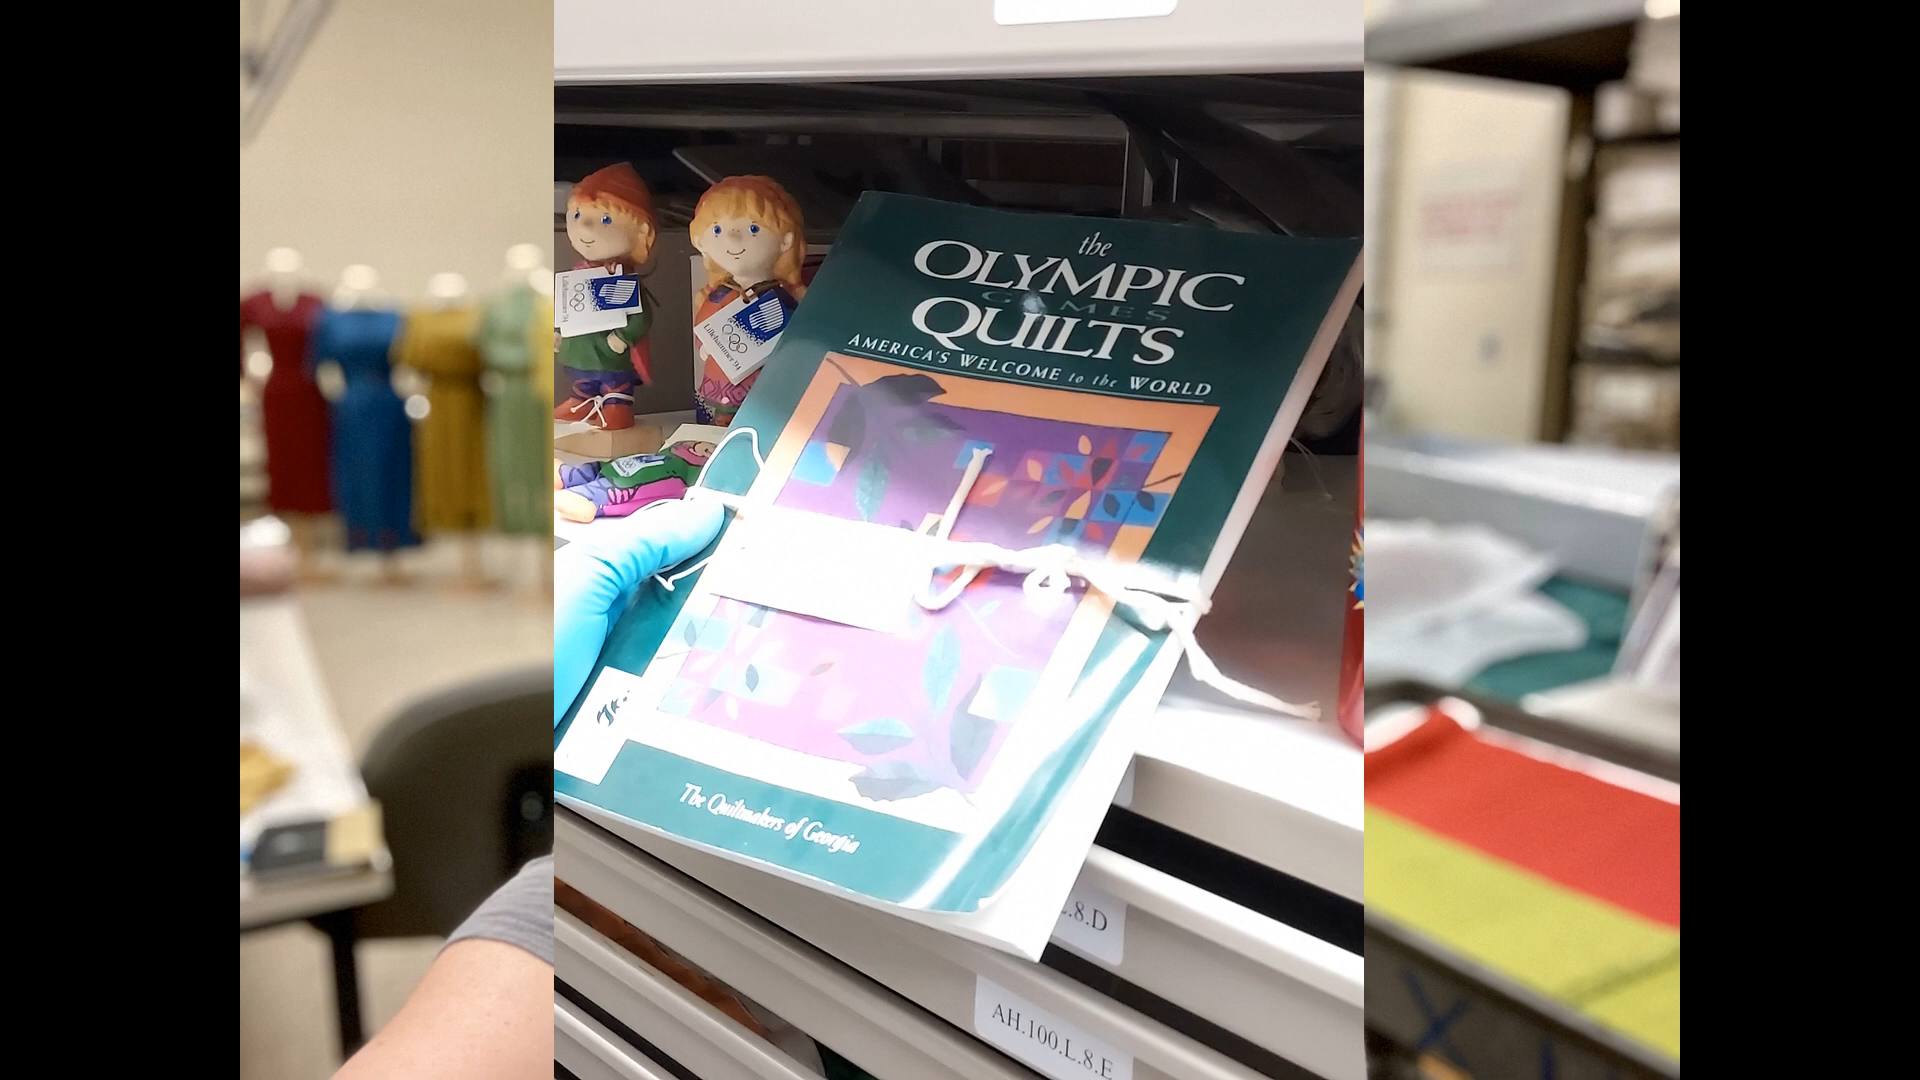 the
OLYMPIC
GAMES
QUILTS
AMERICA'S WELCOME to the WORLD
Lillehammer '94
Lillehammer '94
The Quiltmakers of Georgia
.8.D
AH.100.L.8.E